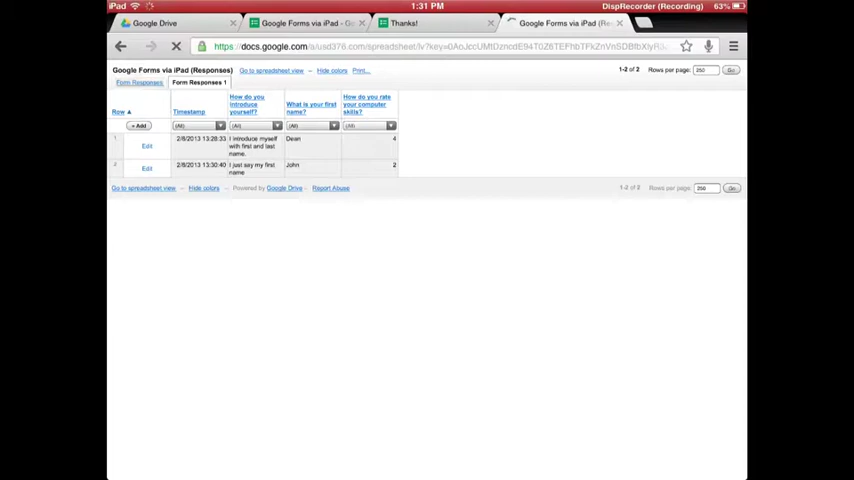 iPad 1:31 PM DispRecorder (Recording) 63%
Google Drive × Google Forms via iPad - Go × Thanks! × Google Forms via iPad (Res ×
https://docs.google.com/a/usd376.com/spreadsheet/lv?key=
Google Forms via iPad (Responses) Go to spreadsheet view – Hide colors Print... 1-2 of 2 Rows per page: 250 Go
Form Responses Form Responses 1
Row ▲ Timestamp How do you introduce yourself? What is your first name? How do you rate your computer skills?
+ Add (All) (All) (All) (All)
1 Edit 2/8/2013 13:28:33 I introduce myself with first and last name. Dean 4
2 Edit 2/8/2013 13:30:40 I just say my first name John 2
Go to spreadsheet view – Hide colors Powered by Google Drive - Report Abuse 1-2 of 2 Rows per page: 250 Go